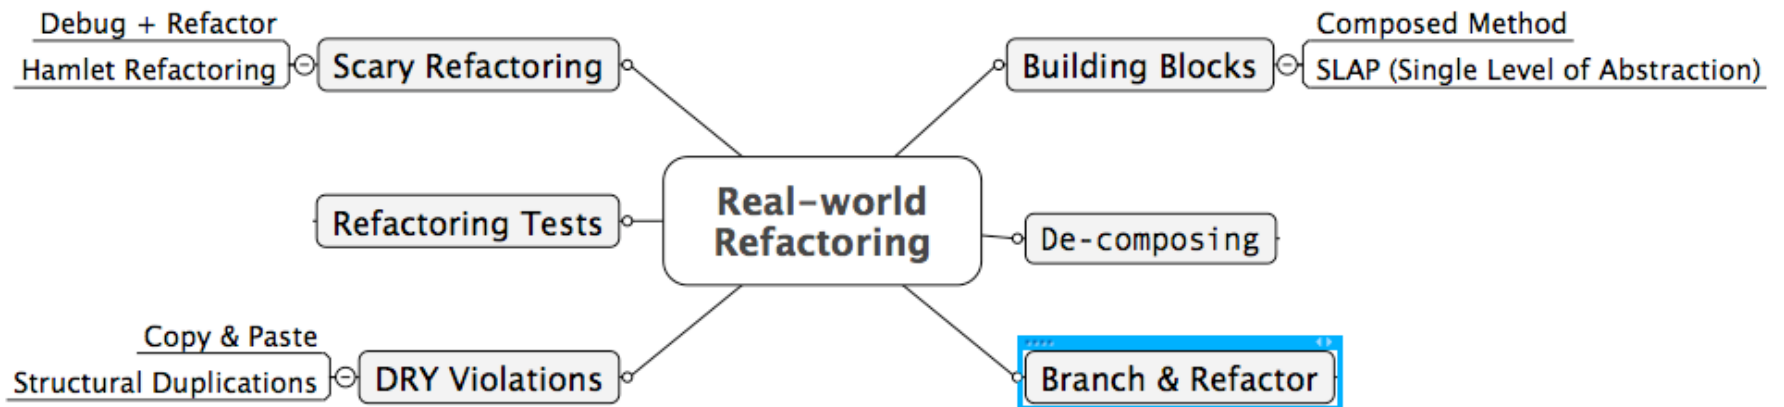 Debug + Refactor
Hamlet Refactoring
Scary Refactoring
Building Blocks
Composed Method
SLAP (Single Level of Abstraction)
Real-world
Refactoring
Refactoring Tests
De-composing
Copy & Paste
Structural Duplications
DRY Violations
Branch & Refactor